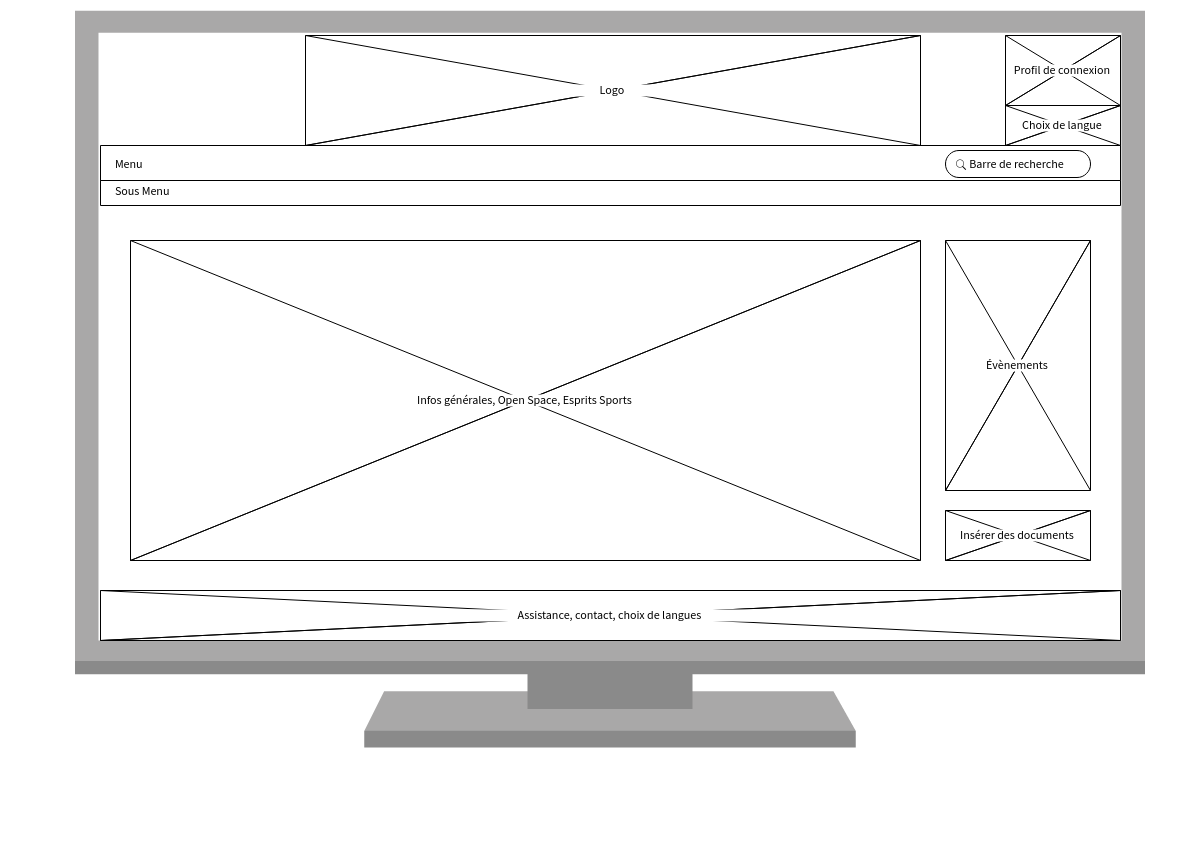 Logo
Profil de connexion
Choix de langue
Menu
Barre de recherche
Sous Menu
Infos générales, Open Space, Esprits Sports
Évènements
Insérer des documents
Assistance, contact, choix de langues